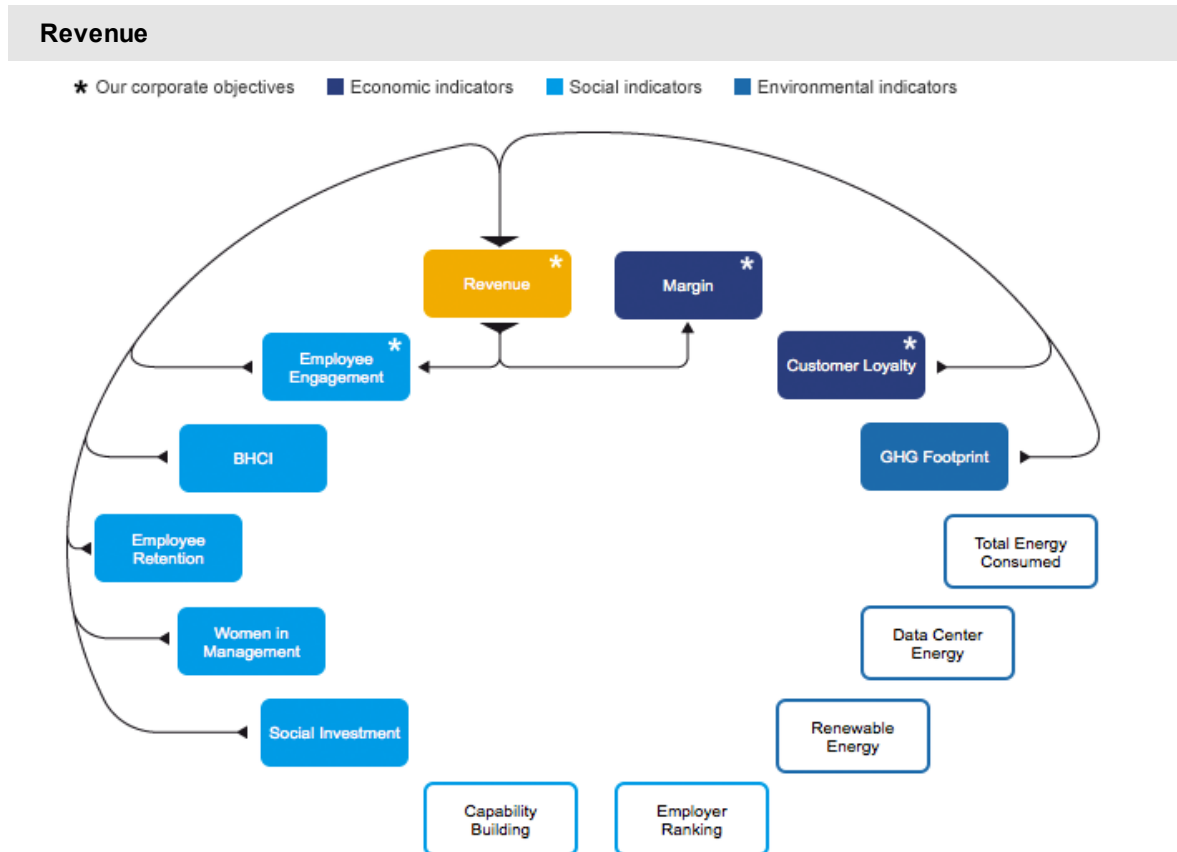 Revenue
* Our corporate objectives Economic indicators Social indicators Environmental indicators
Revenue *
Margin *
Employee *
Engagement
Customer Loyalty *
BHCI
GHG Footprint
Employee
Retention
Total Energy
Consumed
Women in
Management
Data Center
Energy
Social Investment
Renewable
Energy
Capability
Building
Employer
Ranking